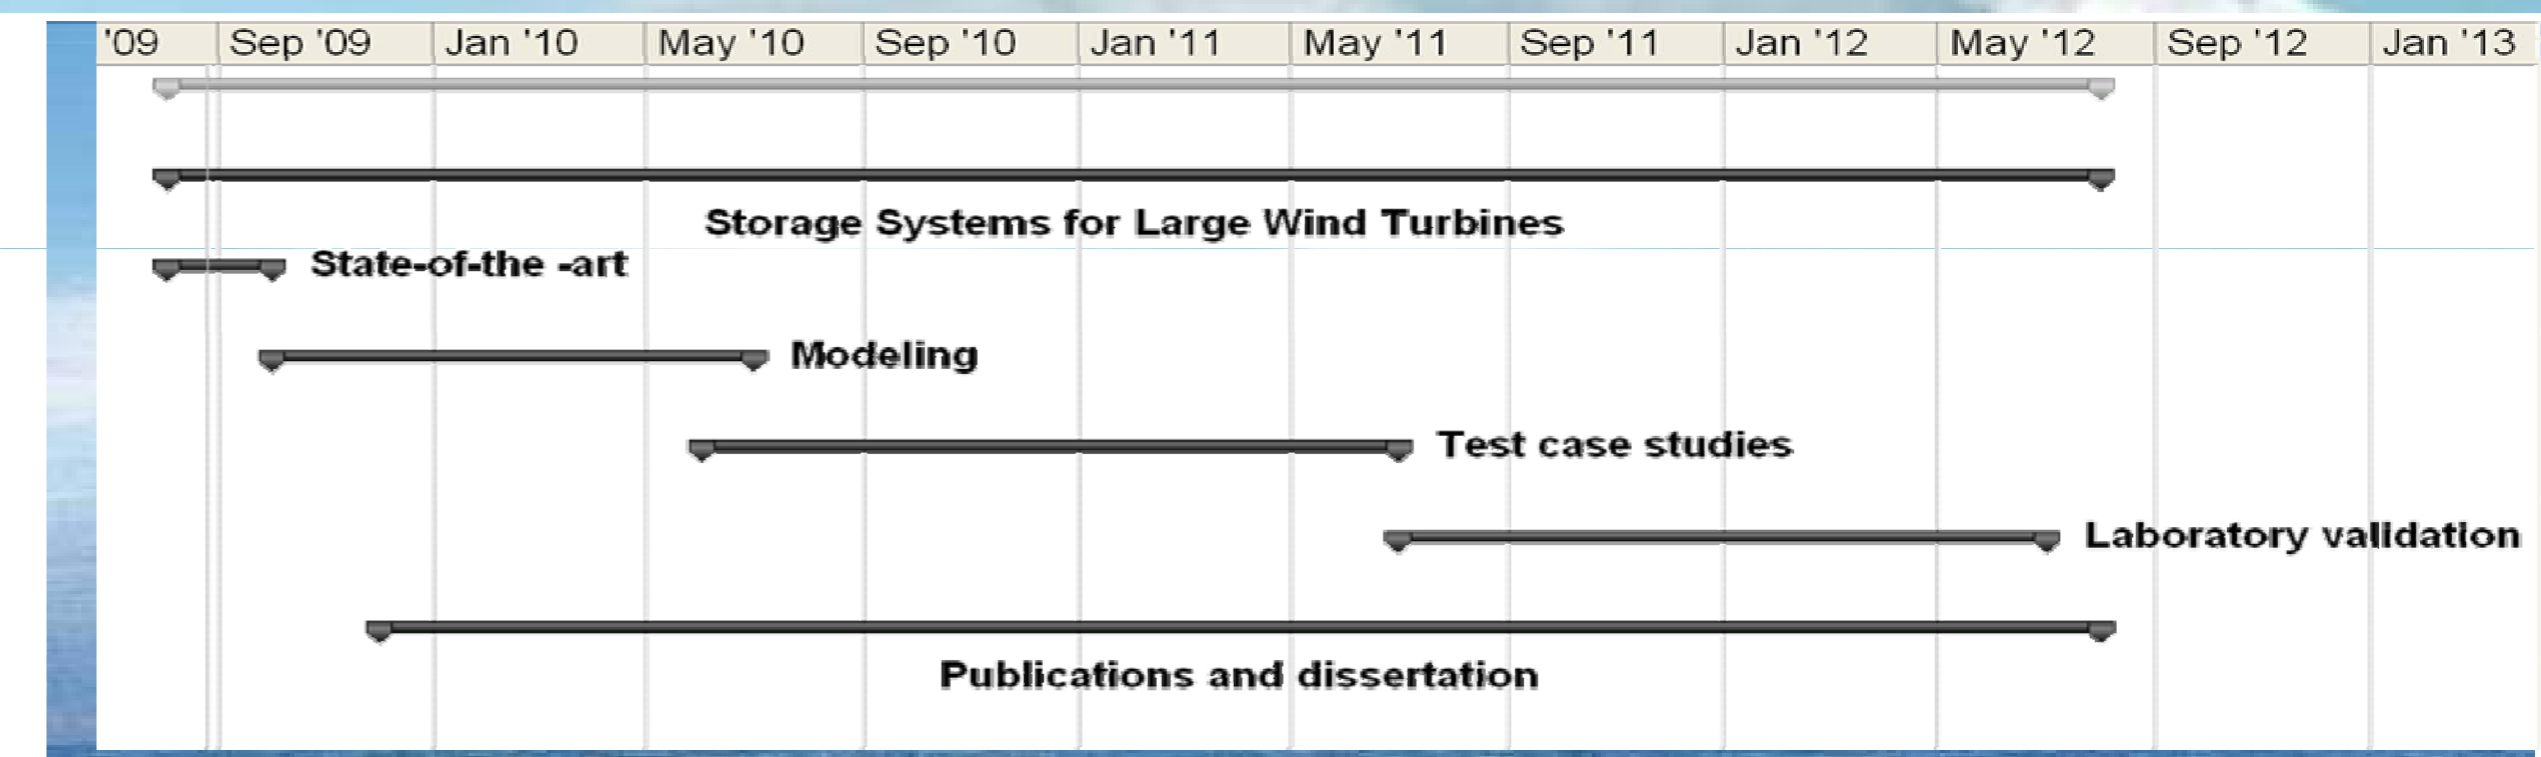 '09 Sep '09 Jan '10 May '10 Sep '10 Jan '11 May '11 Sep '11 Jan '12 May '12 Sep '12 Jan '13
Storage Systems for Large Wind Turbines
State-of-the -art
Modeling
Test case studies
Laboratory validation
Publications and dissertation